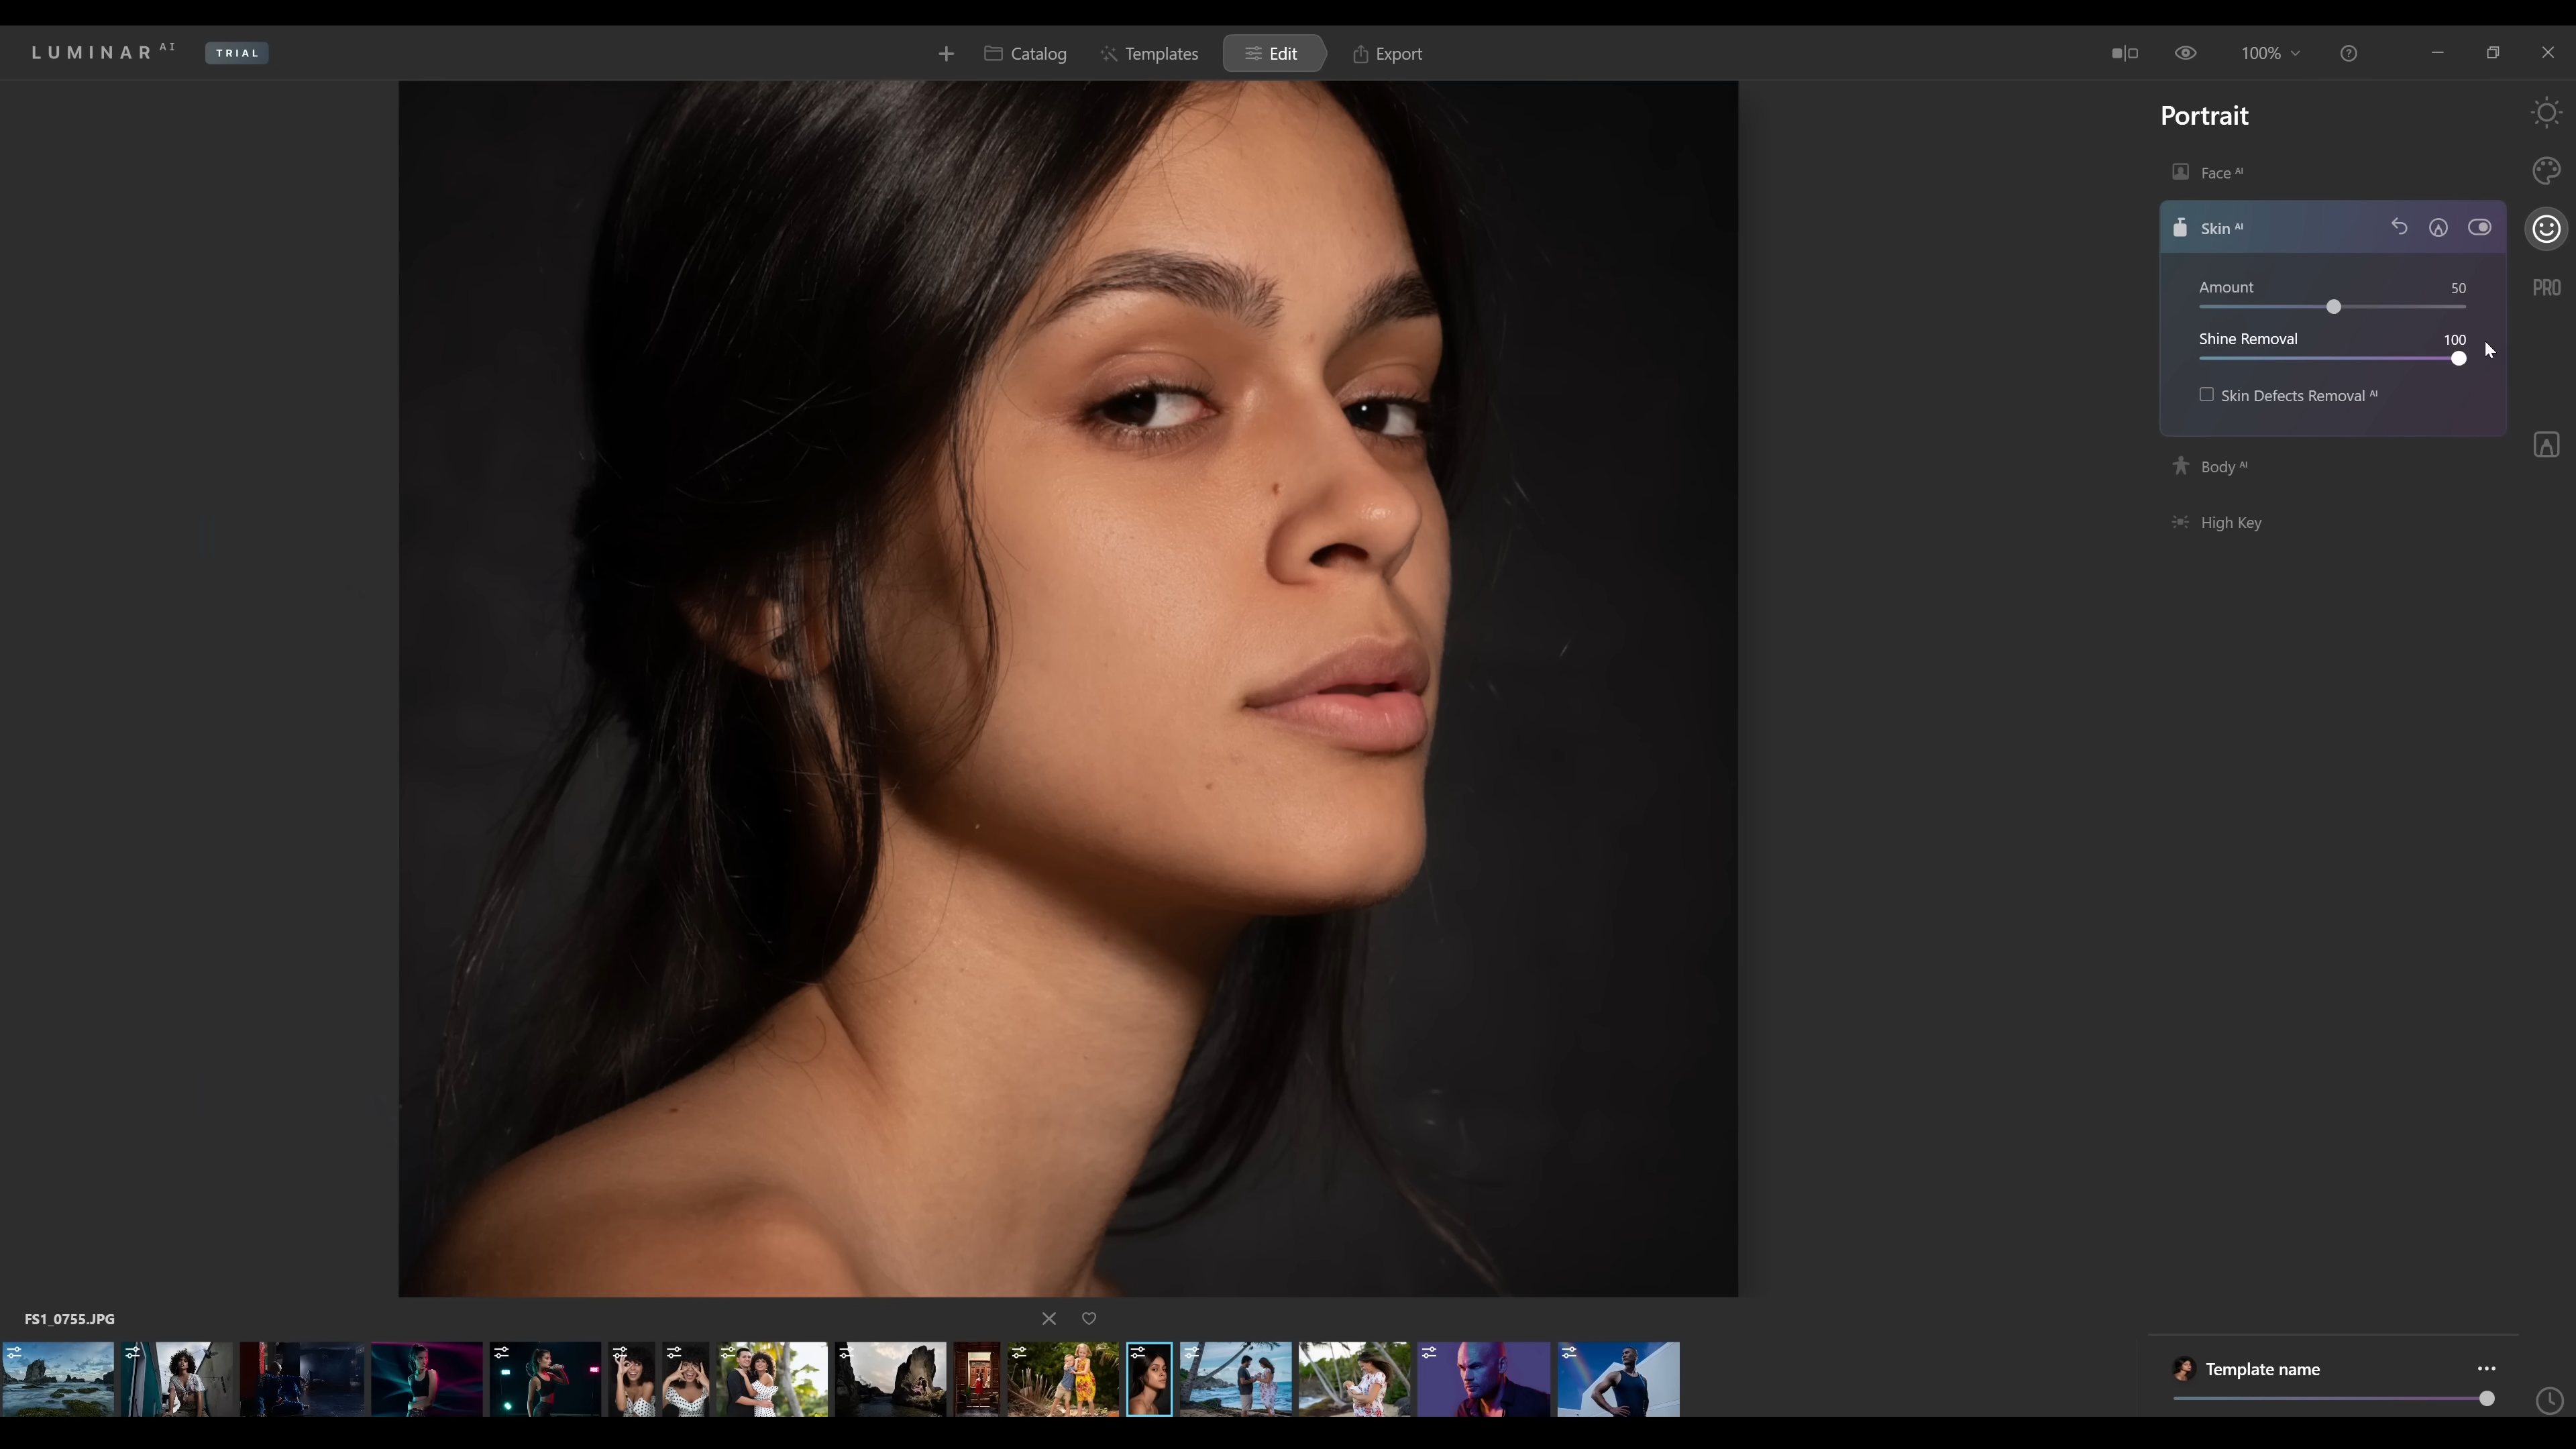 LUMINAR AI TRIAL
Catalog Templates Edit Export
100%
Portrait
Face AI
Skin AI
Amount 50
Shine Removal 100
Skin Defects Removal AI
Body AI
High Key
PRO
FS1_0755.JPG
Template name